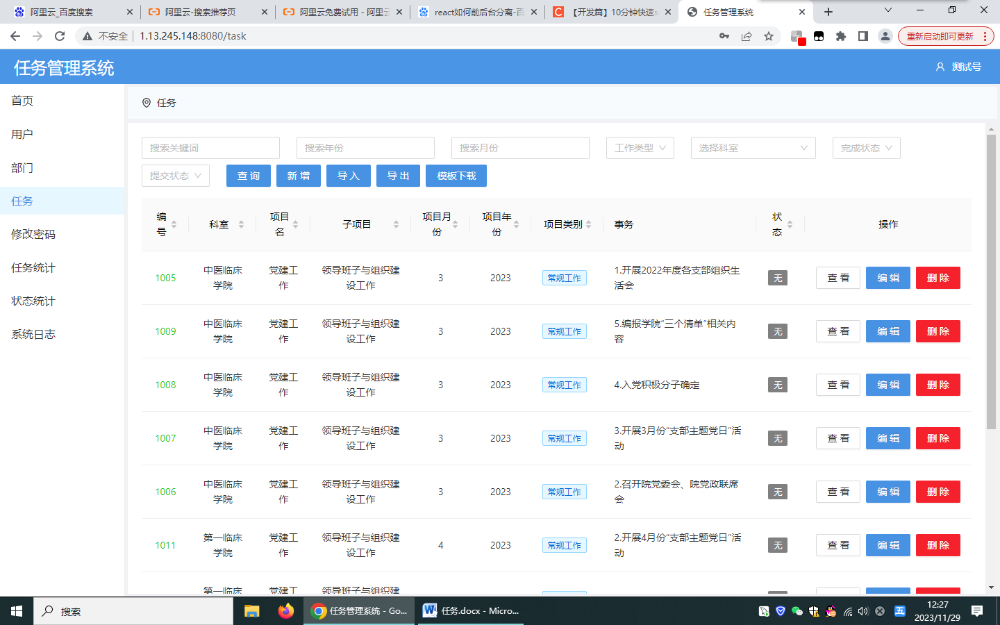 阿里云_百度搜索
阿里云-搜索推荐页
阿里云免费试用 - 阿里云
react如何前后台分离-百
【开发篇】10分钟快速s
任务管理系统
不安全
1.13.245.148:8080/task
重新启动即可更新
任务管理系统
测试号
首页
用户
部门
任务
修改密码
任务统计
状态统计
系统日志
任务
搜索关键词
搜索年份
搜索月份
工作类型
选择科室
完成状态
提交状态
查 询
新 增
导 入
导 出
模板下载
编
号
科室
项目
名
子项目
项目月
份
项目年
份
项目类别
事务
状
态
操作
1005
中医临床
学院
党建工
作
领导班子与组织建
设工作
3
2023
常规工作
1.开展2022年度各支部组织生
活会
无
查 看
编 辑
删 除
1009
中医临床
学院
党建工
作
领导班子与组织建
设工作
3
2023
常规工作
5.编报学院“三个清单”相关内
容
无
查 看
编 辑
删 除
1008
中医临床
学院
党建工
作
领导班子与组织建
设工作
3
2023
常规工作
4.入党积极分子确定
无
查 看
编 辑
删 除
1007
中医临床
学院
党建工
作
领导班子与组织建
设工作
3
2023
常规工作
3.开展3月份“支部主题党日”活
动
无
查 看
编 辑
删 除
1006
中医临床
学院
党建工
作
领导班子与组织建
设工作
3
2023
常规工作
2.召开院党委会、院党政联席
会
无
查 看
编 辑
删 除
1011
第一临床
学院
党建工
作
领导班子与组织建
设工作
4
2023
常规工作
2.开展4月份“支部主题党日”活
动
无
查 看
编 辑
删 除
第一临床
党建工
领导班子与组织建
搜索
任务管理系统 - Go...
任务.docx - Micro...
五
12:27
2023/11/29